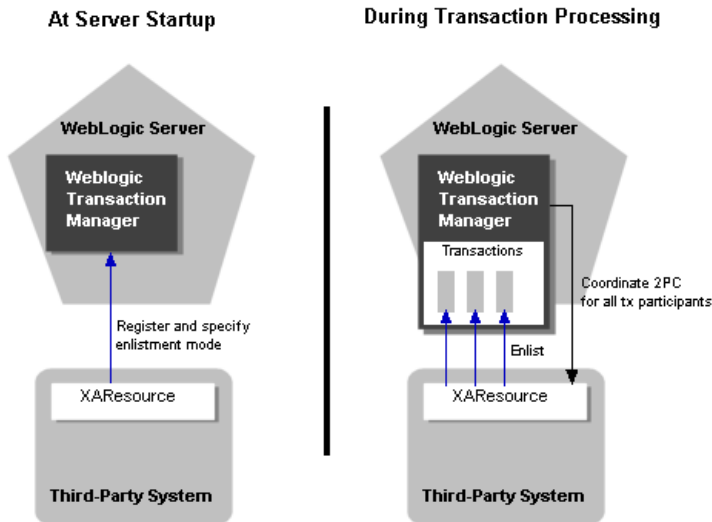 At Server Startup
WebLogic Server
Weblogic
Transaction
Manager
Register and specify
enlistment mode
XAResource
Third-Party System
During Transaction Processing
WebLogic Server
Weblogic
Transaction
Manager
Transactions
Coordinate 2PC
for all tx participants
Enlist
XAResource
Third-Party System